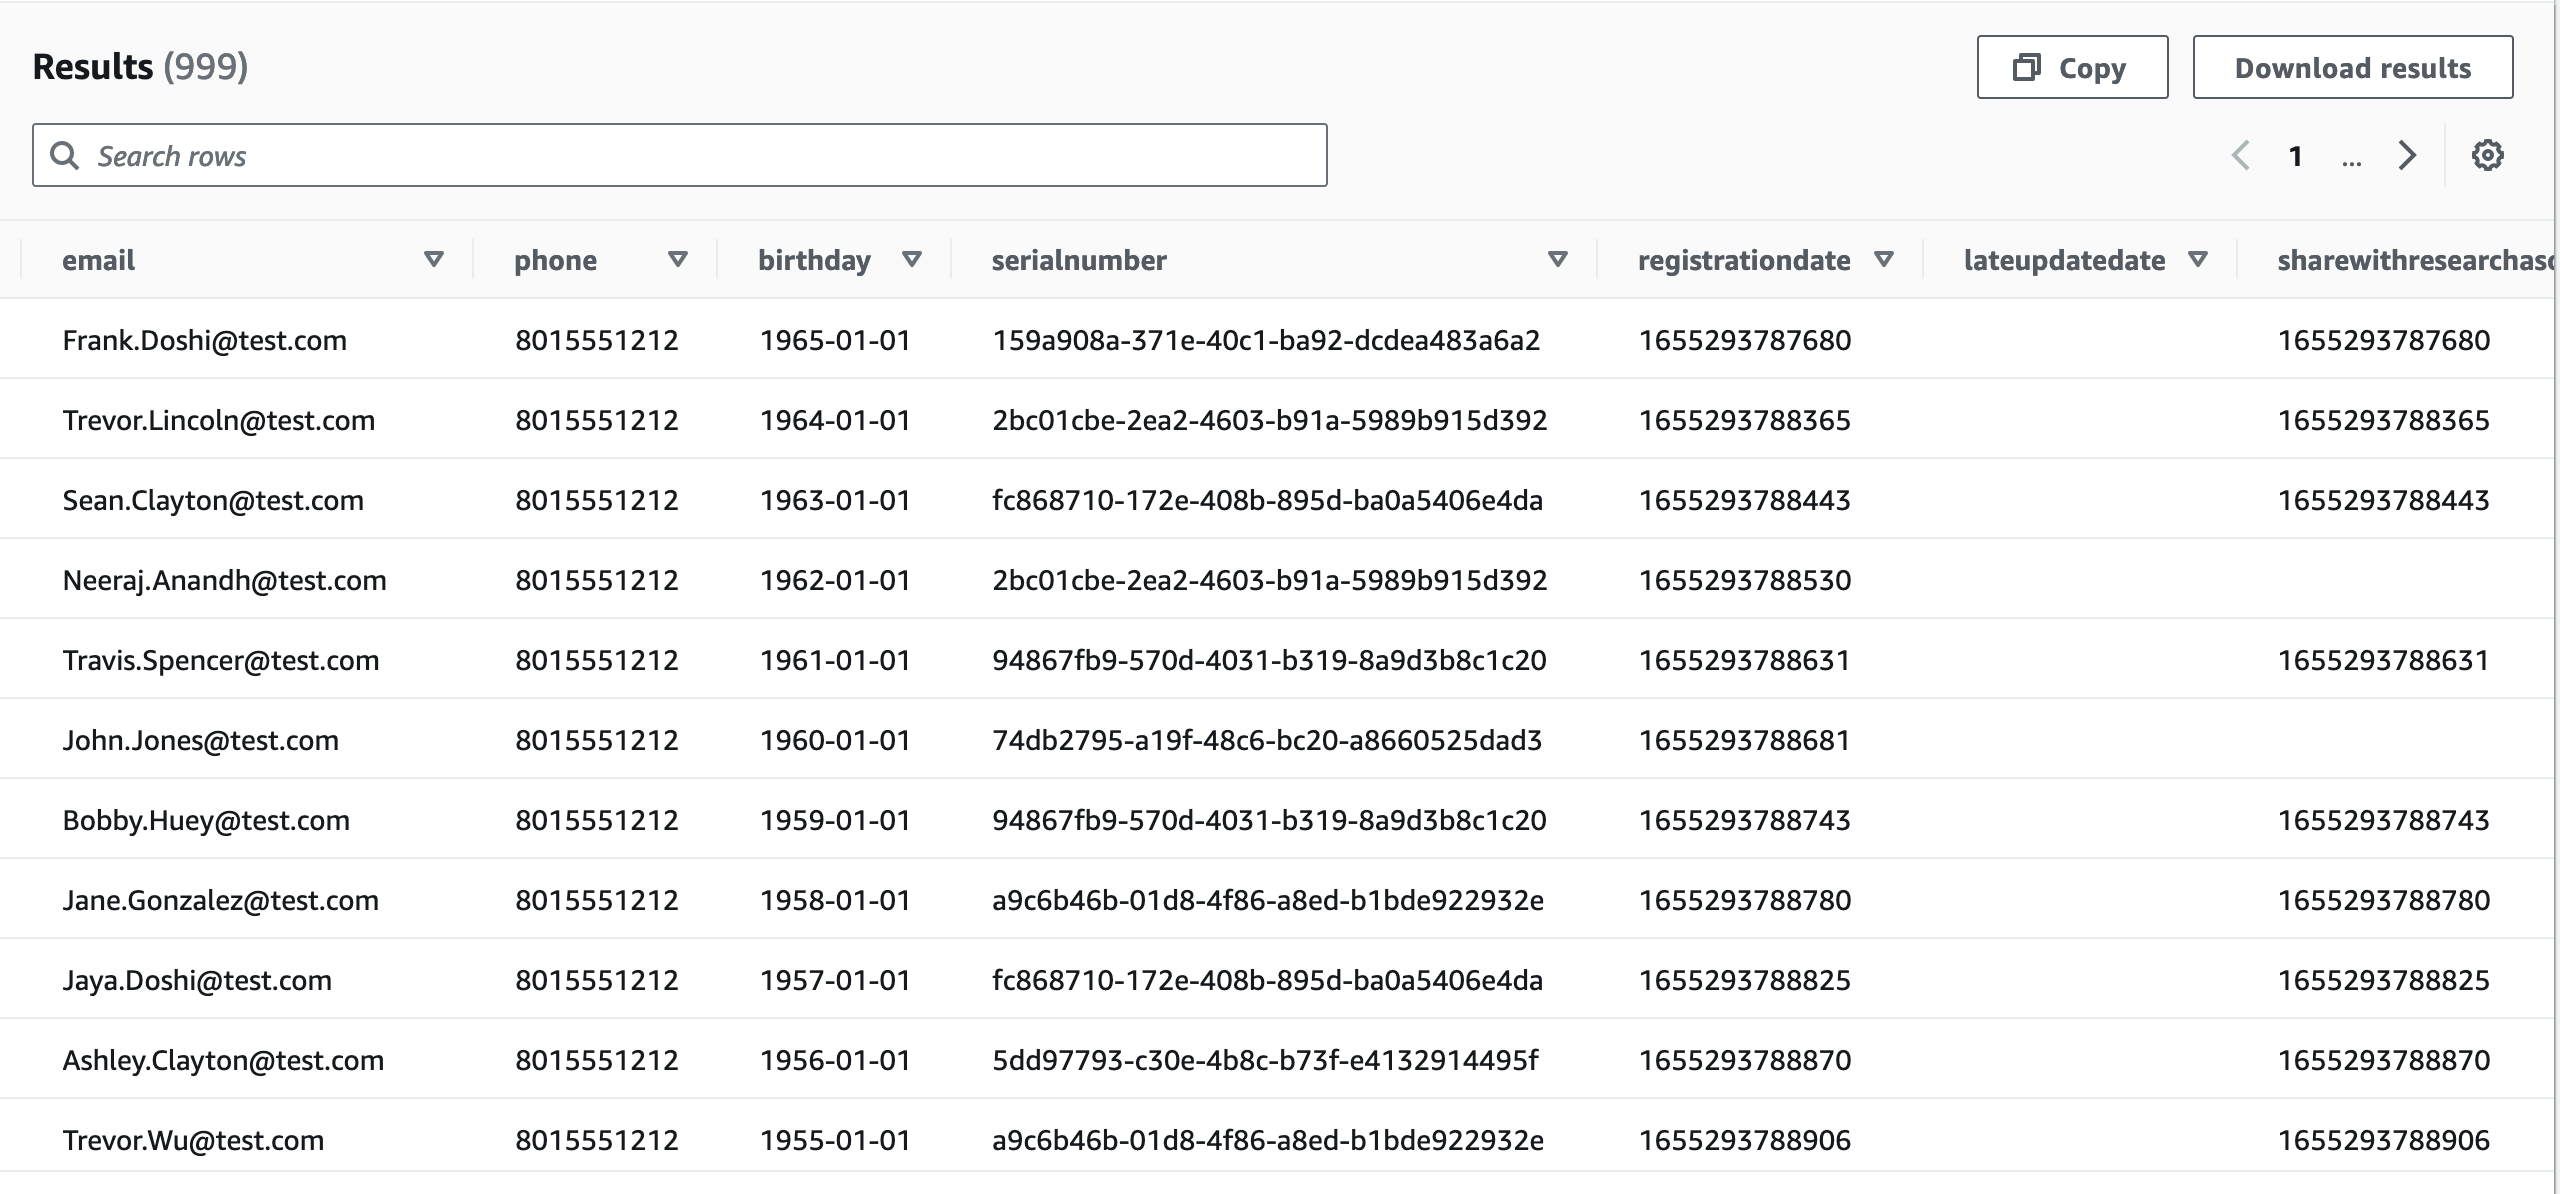 Results (999)
Copy
Download results
Search rows
1 ...
email phone birthday serialnumber registrationdate lateupdatedate sharewithresearchaso
Frank.Doshi@test.com 8015551212 1965-01-01 159a908a-371e-40c1-ba92-dcdea483a6a2 1655293787680 1655293787680
Trevor.Lincoln@test.com 8015551212 1964-01-01 2bc01cbe-2ea2-4603-b91a-5989b915d392 1655293788365 1655293788365
Sean.Clayton@test.com 8015551212 1963-01-01 fc868710-172e-408b-895d-ba0a5406e4da 1655293788443 1655293788443
Neeraj.Anandh@test.com 8015551212 1962-01-01 2bc01cbe-2ea2-4603-b91a-5989b915d392 1655293788530
Travis.Spencer@test.com 8015551212 1961-01-01 94867fb9-570d-4031-b319-8a9d3b8c1c20 1655293788631 1655293788631
John.Jones@test.com 8015551212 1960-01-01 74db2795-a19f-48c6-bc20-a8660525dad3 1655293788681
Bobby.Huey@test.com 8015551212 1959-01-01 94867fb9-570d-4031-b319-8a9d3b8c1c20 1655293788743 1655293788743
Jane.Gonzalez@test.com 8015551212 1958-01-01 a9c6b46b-01d8-4f86-a8ed-b1bde922932e 1655293788780 1655293788780
Jaya.Doshi@test.com 8015551212 1957-01-01 fc868710-172e-408b-895d-ba0a5406e4da 1655293788825 1655293788825
Ashley.Clayton@test.com 8015551212 1956-01-01 5dd97793-c30e-4b8c-b73f-e4132914495f 1655293788870 1655293788870
Trevor.Wu@test.com 8015551212 1955-01-01 a9c6b46b-01d8-4f86-a8ed-b1bde922932e 1655293788906 1655293788906